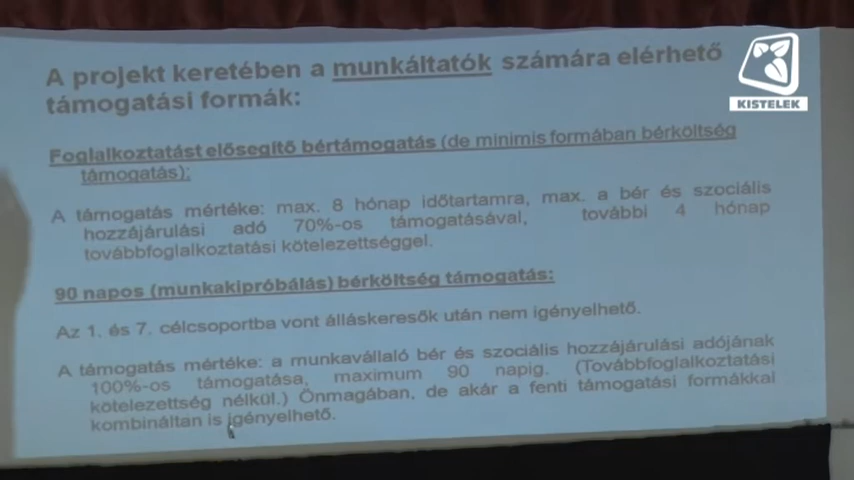 A projekt keretében a munkáltatók számára elérhető
támogatási formák:
KISTELEK
Foglalkoztatást elősegítő bértámogatás (de minimis formában bérköltség
támogatás):
A támogatás mértéke: max. 8 hónap időtartamra, max. a bér és szociális
hozzájárulási adó 70%-os támogatásával, további 4 hónap
továbbfoglalkoztatási kötelezettséggel.
90 napos (munkakipróbálás) bérköltség támogatás:
Az 1. és 7. célcsoportba vont álláskeresők után nem igényelhető.
A támogatás mértéke: a munkavállaló bér és szociális hozzájárulási adójának
100%-os támogatása, maximum 90 napig. (Továbbfoglalkoztatási
kötelezettség nélkül.) Önmagában, de akár a fenti támogatási formákkal
kombináltan is igényelhető.